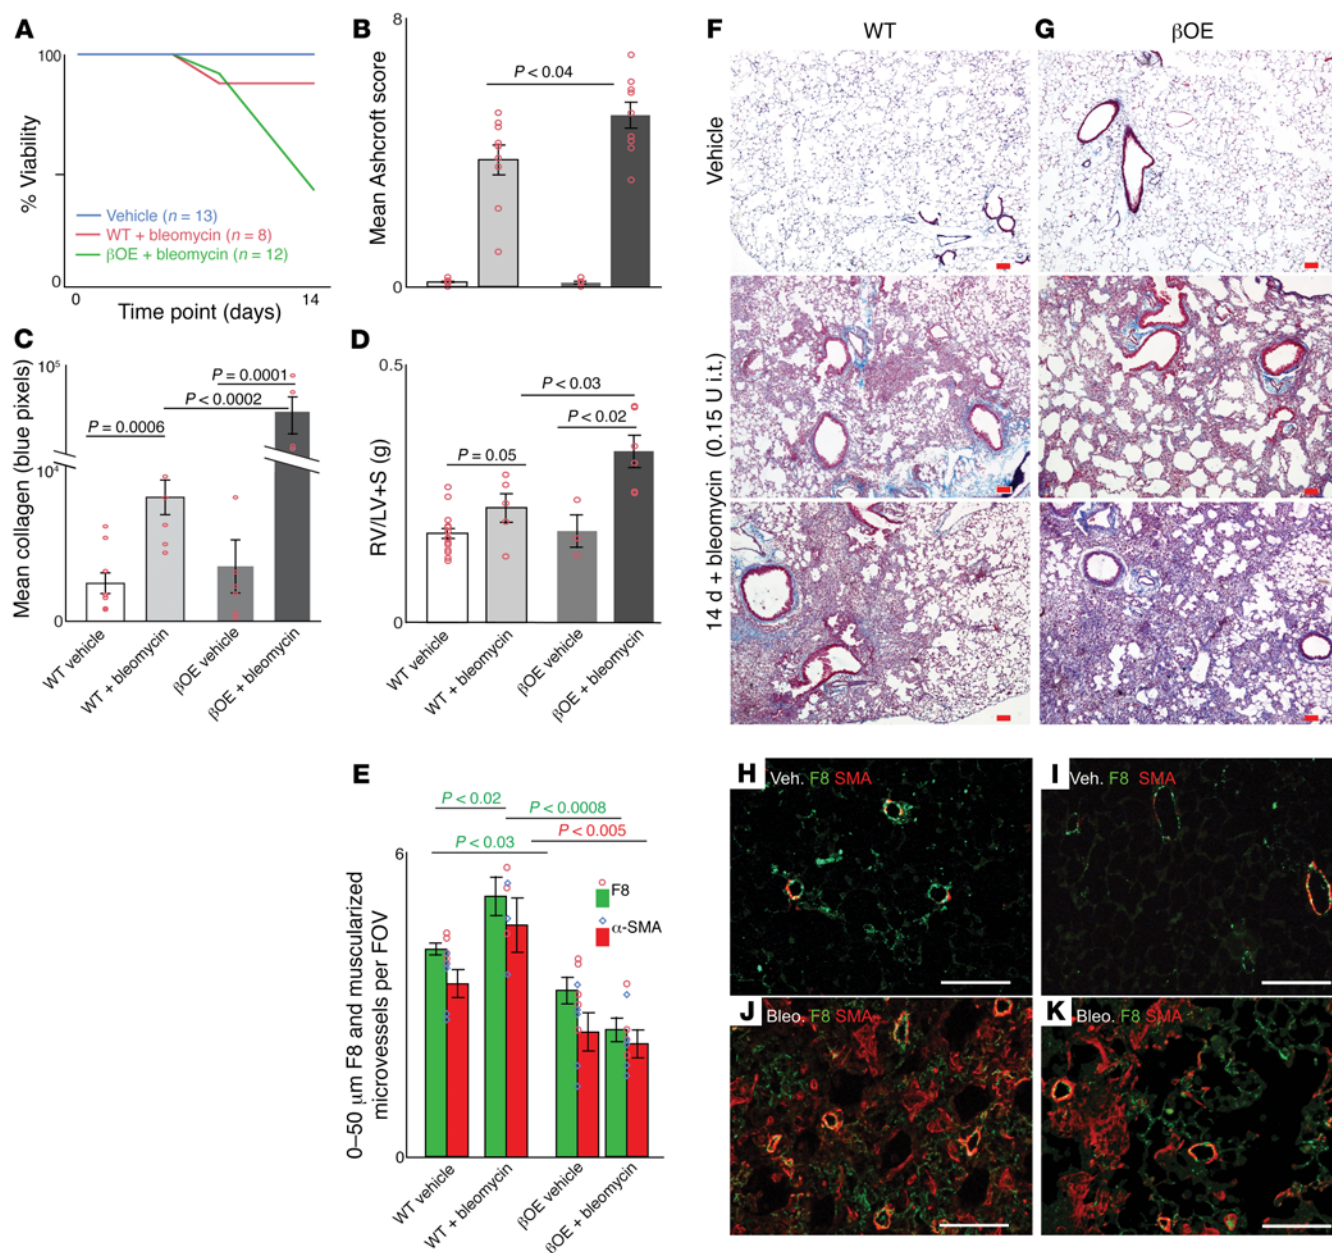 A
100
% Viability
Vehicle (n = 13)
WT + bleomycin (n = 8)
βOE + bleomycin (n = 12)
0
0
14
Time point (days)
B
8
Mean Ashcroft score
P < 0.04
0
C
10⁵
Mean collagen (blue pixels)
P = 0.0001
P < 0.0002
P = 0.0006
10⁴
0
WT vehicle
WT + bleomycin
βOE vehicle
βOE + bleomycin
D
0.5
RV/LV+S (g)
P < 0.03
P < 0.02
P = 0.05
0
WT vehicle
WT + bleomycin
βOE vehicle
βOE + bleomycin
E
P < 0.02
P < 0.0008
P < 0.005
P < 0.03
6
0–50 μm F8 and muscularized
microvessels per FOV
F8
α-SMA
0
WT vehicle
WT + bleomycin
βOE vehicle
βOE + bleomycin
F
WT
G
βOE
Vehicle
14 d + bleomycin (0.15 U i.t.)
H
Veh. F8 SMA
I
Veh. F8 SMA
J
Bleo. F8 SMA
K
Bleo. F8 SMA